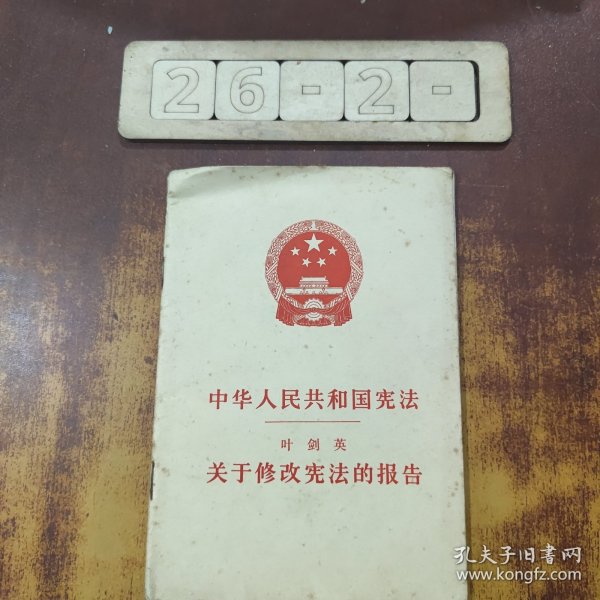 26-2-
中华人民共和国宪法
叶剑英
关于修改宪法的报告
孔夫子旧书网
www.kongfz.com